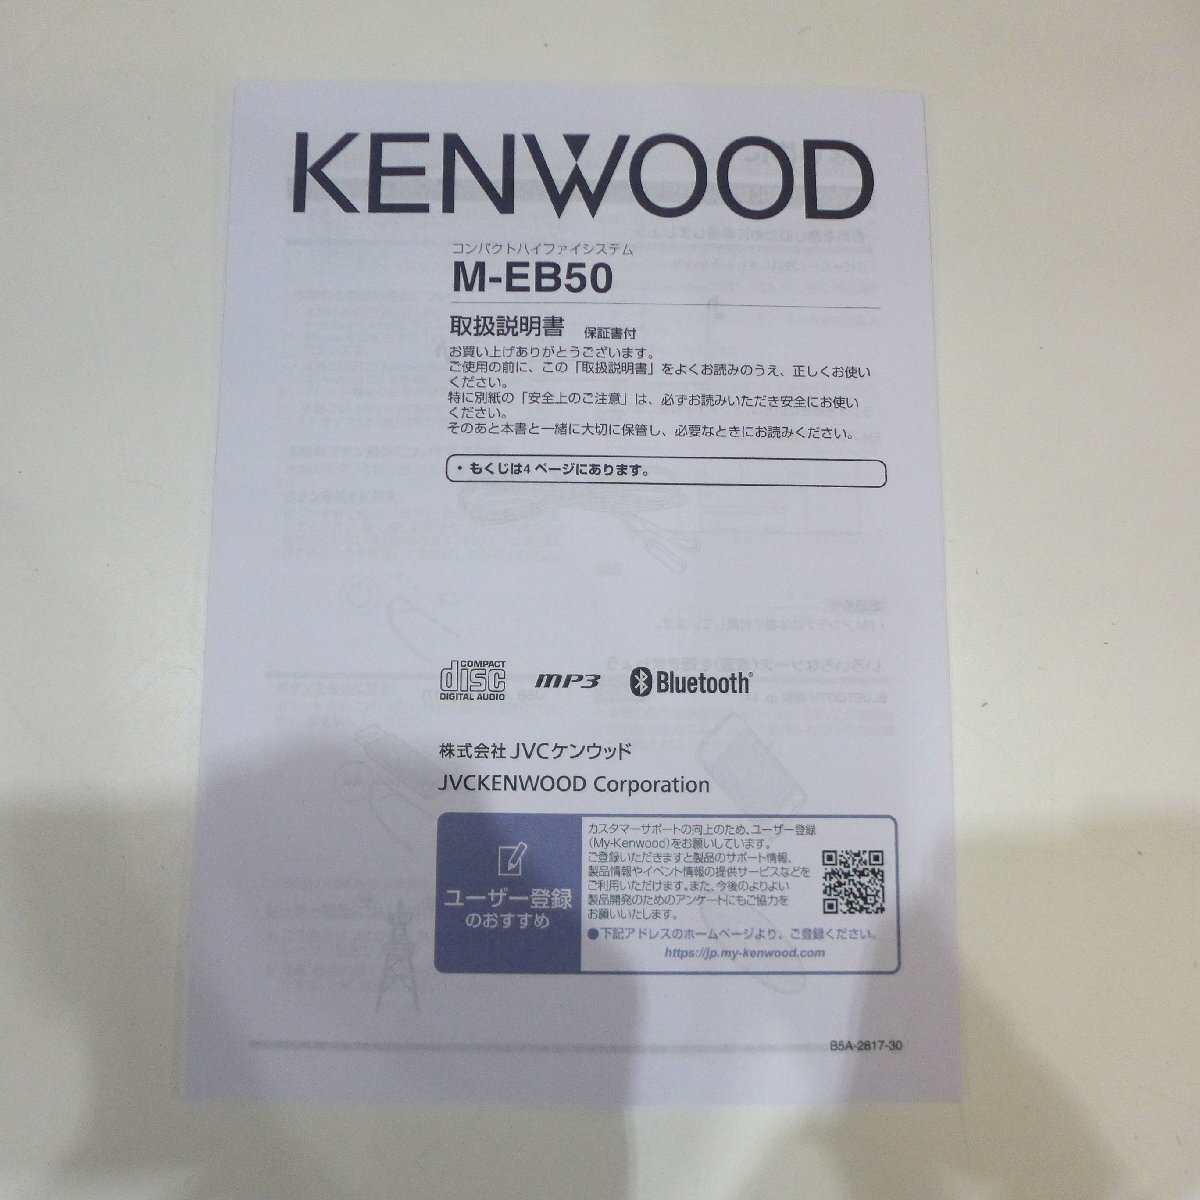 KENWOOD
コンパクトハイファイシステム
M-EB50
取扱説明書 保証書付
お買い上げありがとうございます。
ご使用の前に、この「取扱説明書」をよくお読みのうえ、正しくお使い
ください。
特に別紙の「安全上のご注意」は、必ずお読みいただき安全にお使い
ください。
そのあと本書と一緒に大切に保管し、必要なときにお読みください。
・もくじは4 ページにあります。
COMPACT
disc
DIGITAL AUDIO
MP3
Bluetooth®
株式会社 JVCケンウッド
JVCKENWOOD Corporation
ユーザー登録
のおすすめ
カスタマーサポートの向上のため、ユーザー登録
(My-Kenwood)をお願いしています。
ご登録いただきますと製品のサポート情報、
製品情報やイベント情報の提供サービスなどを
ご利用いただけます。また、今後のよりよい
製品開発のためのアンケートにもご協力を
お願いいたします。
●下記アドレスのホームページより、ご登録ください。
https://jp.my-kenwood.com
B5A-2817-30